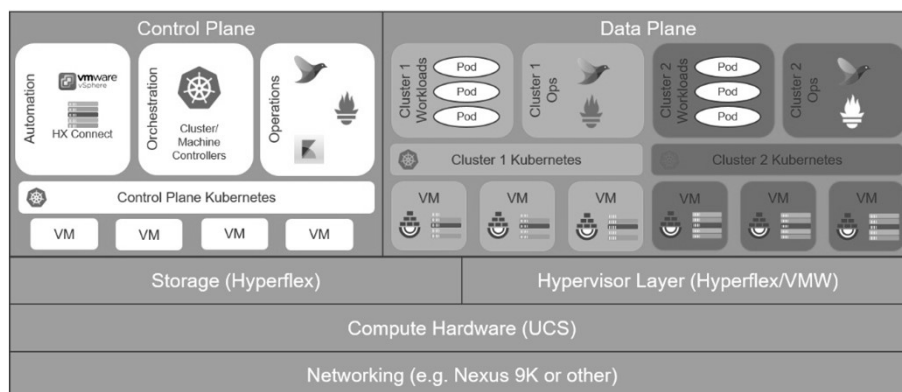 Control Plane
Data Plane
Automation
vmware
vSphere
HX Connect
Orchestration
Cluster/
Machine
Controllers
Operations
Control Plane Kubernetes
VM
VM
VM
VM
Cluster 1
Workloads
Pod
Pod
Pod
Cluster 1
Ops
Cluster 2
Workloads
Pod
Pod
Pod
Cluster 2
Ops
Cluster 1 Kubernetes
Cluster 2 Kubernetes
VM
VM
VM
VM
VM
VM
Storage (Hyperflex)
Hypervisor Layer (Hyperflex/VMW)
Compute Hardware (UCS)
Networking (e.g. Nexus 9K or other)